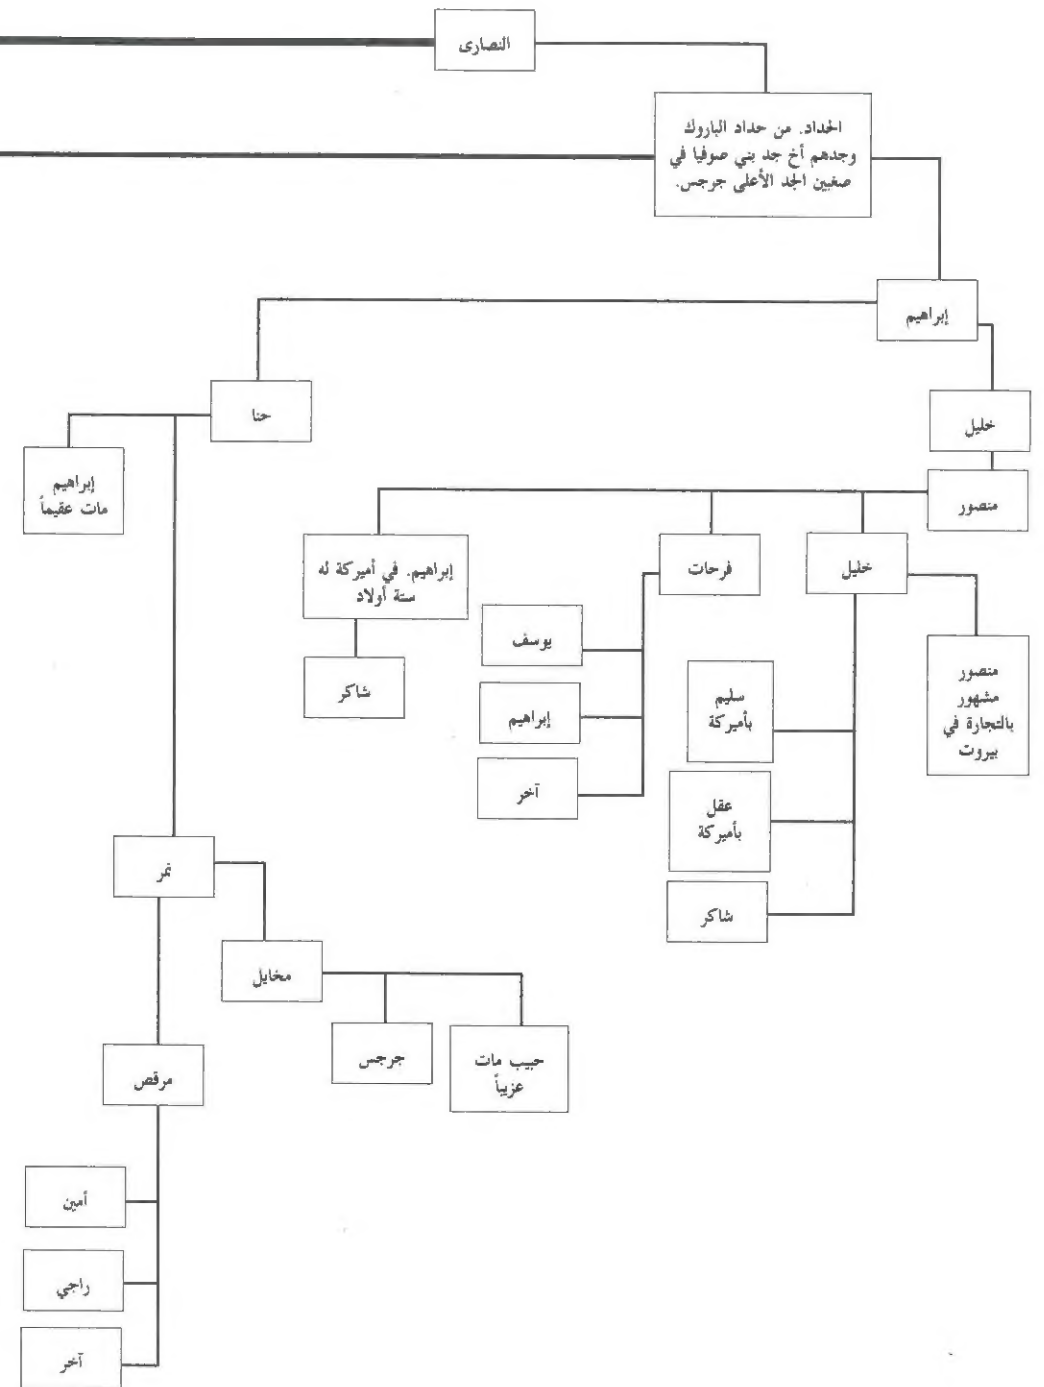 النصارى
الحداد. من حداد الباروك
وجدهم أخ جد بني صوفيا في
صغبين الجد الأعلى جرجس.
إبراهيم
خليل
حنا
إبراهيم
مات عقيماً
منصور
خليل
فرحات
إبراهيم. في أميركة له
ستة أولاد
منصور
مشهور
بالتجارة في
بيروت
سليم
بأميركة
عقل
بأميركة
شاكر
يوسف
إبراهيم
آخر
شاكر
نمر
مخايل
حبيب مات
عزيباً
جرجس
مرقص
أمين
راجي
آخر